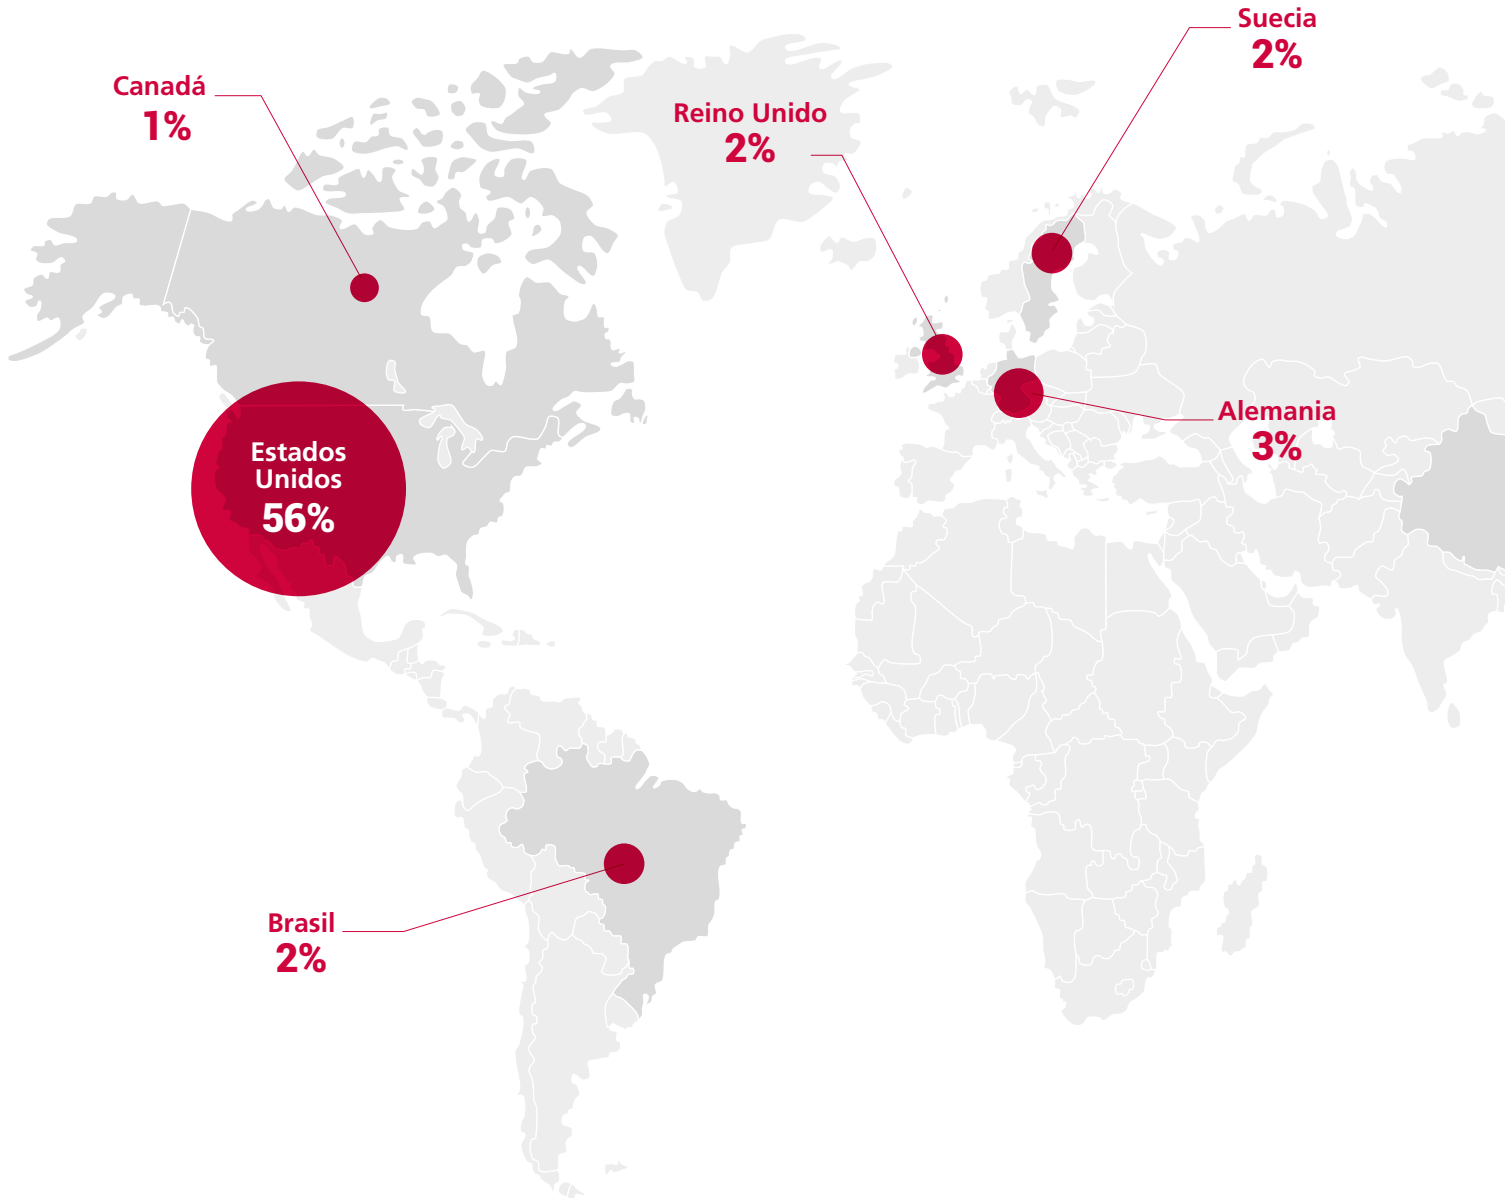 Suecia
2%
Canadá
1%
Reino Unido
2%
Alemania
3%
Estados
Unidos
56%
Brasil
2%